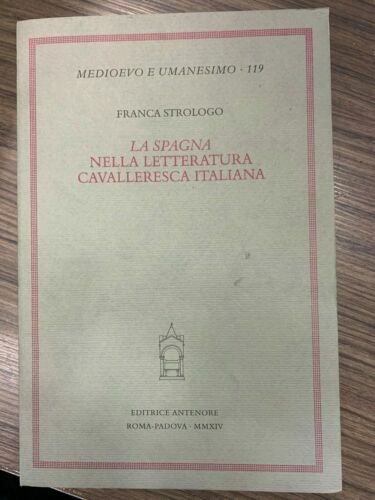 MEDIOEVO E UMANESIMO · 119
FRANCA STROLOGO
LA SPAGNA
NELLA LETTERATURA
CAVALLERESCA ITALIANA
EDITRICE ANTENORE
ROMA-PADOVA · MMXIV